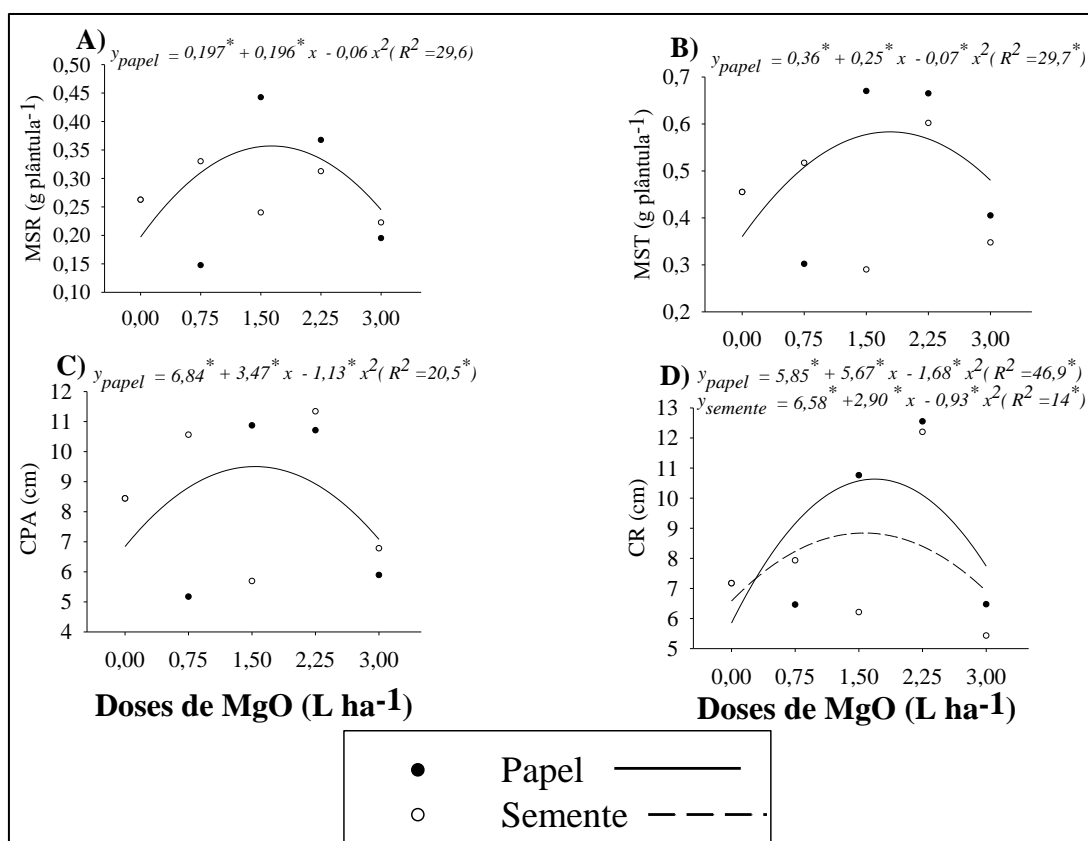 A) y_papel = 0,197* + 0,196* x - 0,06 x²( R² =29,6)
0,50
0,45
0,40
0,35
0,30
0,25
0,20
0,15
0,10
MSR (g plântula-1)
0,00 0,75 1,50 2,25 3,00
B) y_papel = 0,36* + 0,25* x - 0,07* x²( R² =29,7*)
0,7
0,6
0,5
0,4
0,3
0,2
MST (g plântula-1)
0,00 0,75 1,50 2,25 3,00
C) y_papel = 6,84* + 3,47* x - 1,13* x²( R² =20,5*)
12
11
10
9
8
7
6
5
4
CPA (cm)
0,00 0,75 1,50 2,25 3,00
Doses de MgO (L ha-1)
D) y_papel = 5,85* + 5,67* x - 1,68* x²( R² =46,9*)
y_semente = 6,58* +2,90* x - 0,93* x²( R² =14*)
13
12
11
10
9
8
7
6
5
CR (cm)
0,00 0,75 1,50 2,25 3,00
Doses de MgO (L ha-1)
Papel
Semente